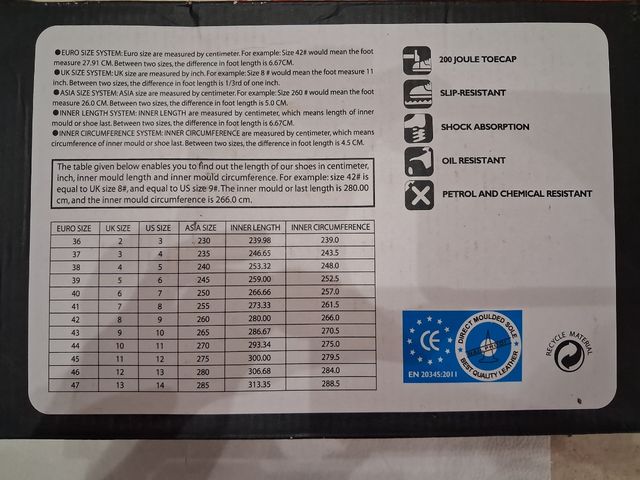 ●EURO SIZE SYSTEM: Euro size are measured by centimeter. For example: Size 42# would mean the foot
measure 27.91 CM. Between two sizes, the difference in foot length is 6.67CM.
●UK SIZE SYSTEM: UK size are measured by inch. For example: Size 8 # would mean the foot measure 11
inch. Between two sizes, the difference in foot length is 1/3rd of one inch.
●ASIA SIZE SYSTEM: ASIA size are measured by centimeter. For example: Size 260 # would mean the foot
measure 26.0 CM. Between two sizes, the difference in foot length is 5.0 CM.
●INNER LENGTH SYSTEM: INNER LENGTH are measured by centimeter, which means length of inner
mould or shoe last. Between two sizes, the difference in foot length is 6.67CM.
●INNER CIRCUMFERENCE SYSTEM: INNER CIRCUMFERENCE are measured by centimeter, which means
circumference of inner mould or shoe last. Between two sizes, the difference in foot length is 4.5 CM.
The table given below enables you to find out the length of our shoes in centimeter,
inch, inner mould length and inner mould circumference. For example: size 42# is
equal to UK size 8#, and equal to US size 9#. The inner mould or last length is 280.00
cm, and the inner mould circumference is 266.0 cm.
EURO SIZE UK SIZE US SIZE ASIA SIZE INNER LENGTH INNER CIRCUMFERENCE
36 2 3 230 239.98 239.0
37 3 4 235 246.65 243.5
38 4 5 240 253.32 248.0
39 5 6 245 259.00 252.5
40 6 7 250 266.66 257.0
41 7 8 255 273.33 261.5
42 8 9 260 280.00 266.0
43 9 10 265 286.67 270.5
44 10 11 270 293.34 275.0
45 11 12 275 300.00 279.5
46 12 13 280 306.68 284.0
47 13 14 285 313.35 288.5
200 JOULE TOECAP
SLIP-RESISTANT
SHOCK ABSORPTION
OIL RESISTANT
PETROL AND CHEMICAL RESISTANT
CE
EN 20345:2011
DIRECT MOULDED SOLE
BEST QUALITY LEATHER
RECYCLE MATERIAL